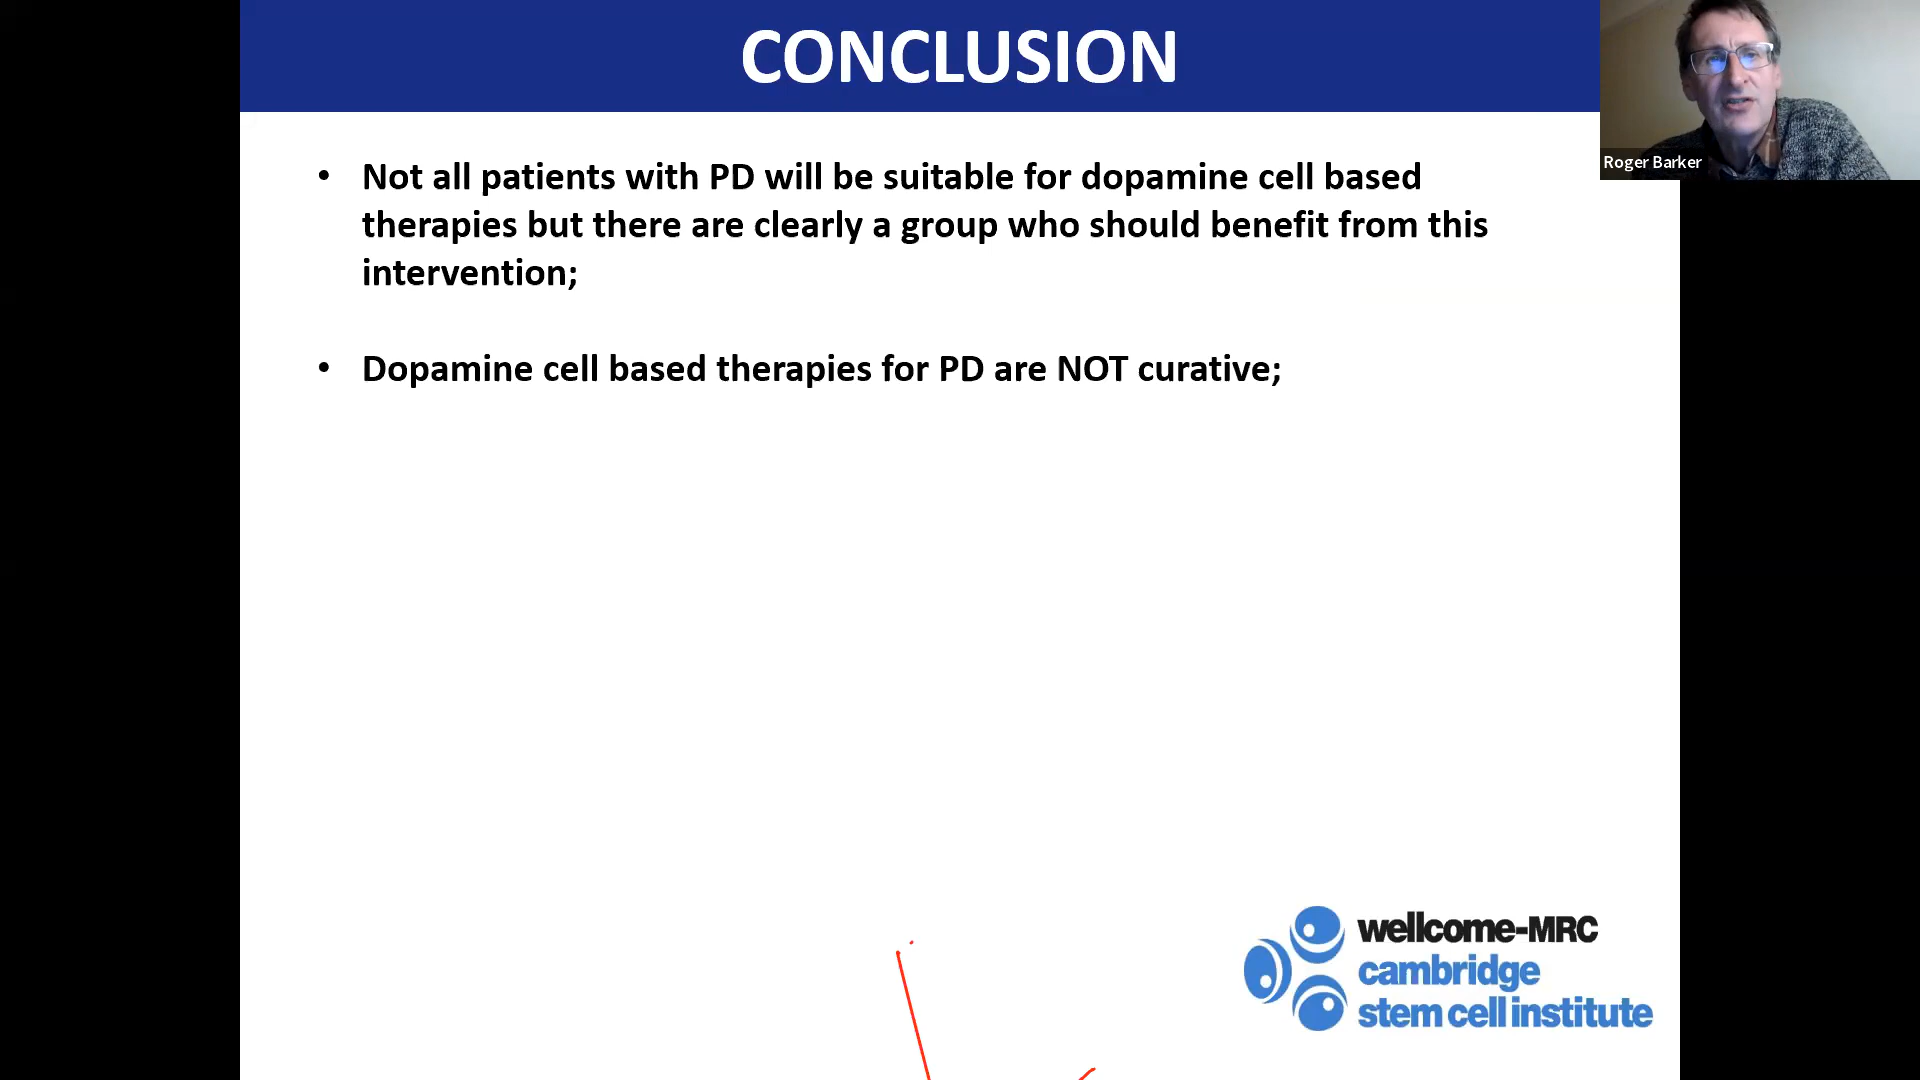 CONCLUSION
Roger Barker
• Not all patients with PD will be suitable for dopamine cell based
therapies but there are clearly a group who should benefit from this
intervention;
• Dopamine cell based therapies for PD are NOT curative;
wellcome-MRC
cambridge
stem cell institute